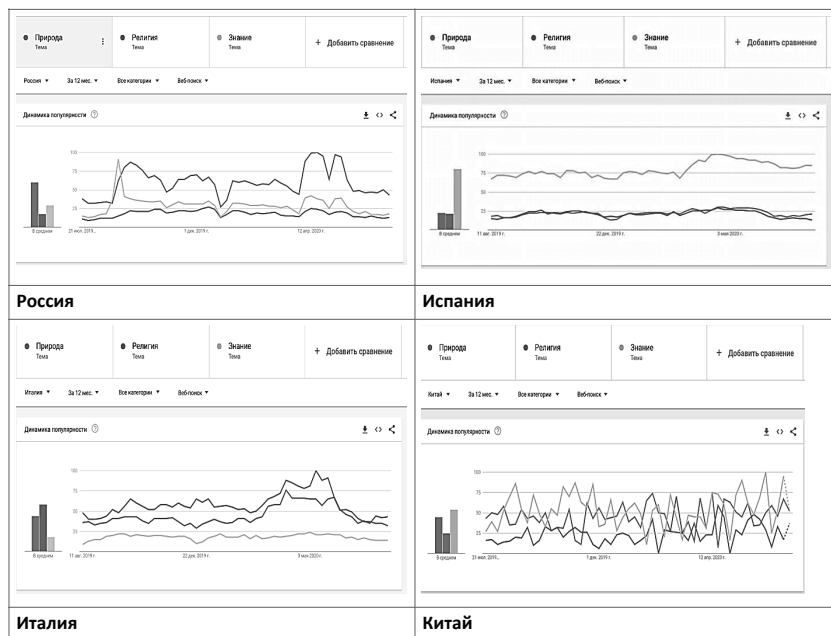 Природа
Тема
Религия
Тема
Знание
Тема
+ Добавить сравнение
Россия
За 12 мес.
Все категории
Веб-поиск
Динамика популярности
100
75
50
25
В среднем
21 июл. 2019…
1 дек. 2019 г.
12 апр. 2020 г.
Россия
Природа
Тема
Религия
Тема
Знание
Тема
+ Добавить сравнение
Испания
За 12 мес.
Все категории
Веб-поиск
Динамика популярности
100
75
50
25
В среднем
11 авг. 2019 г.
22 дек. 2019 г.
3 мая 2020 г.
Испания
Природа
Тема
Религия
Тема
Знание
Тема
+ Добавить сравнение
Италия
За 12 мес.
Все категории
Веб-поиск
Динамика популярности
100
75
50
25
В среднем
11 авг. 2019 г.
22 дек. 2019 г.
3 мая 2020 г.
Италия
Природа
Тема
Религия
Тема
Знание
Тема
+ Добавить сравнение
Китай
За 12 мес.
Все категории
Веб-поиск
Динамика популярности
100
75
50
25
В среднем
21 июл. 2019…
1 дек. 2019 г.
12 апр. 2020 г.
Китай